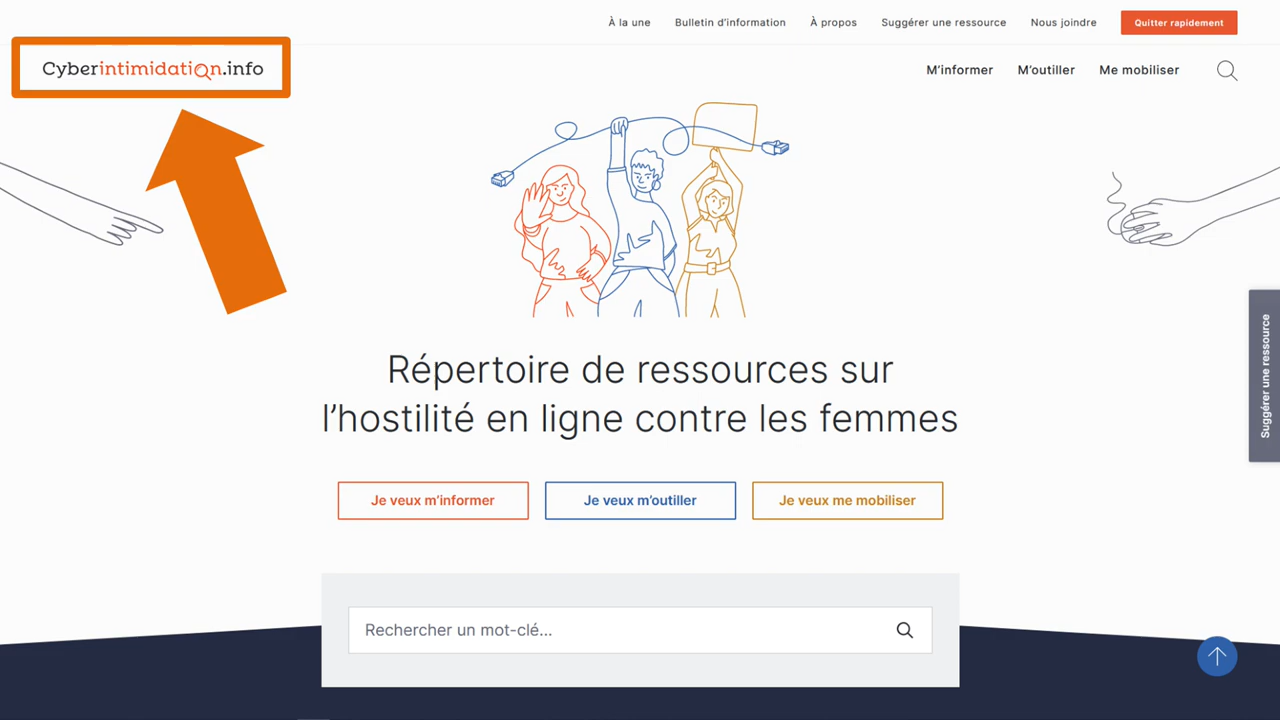 À la une
Bulletin d'information
À propos
Suggérer une ressource
Nous joindre
Quitter rapidement
Cyberintimidation.info
M'informer
M'outiller
Me mobiliser
Répertoire de ressources sur
l'hostilité en ligne contre les femmes
Je veux m'informer
Je veux m'outiller
Je veux me mobiliser
Rechercher un mot-clé...
Suggérer une ressource